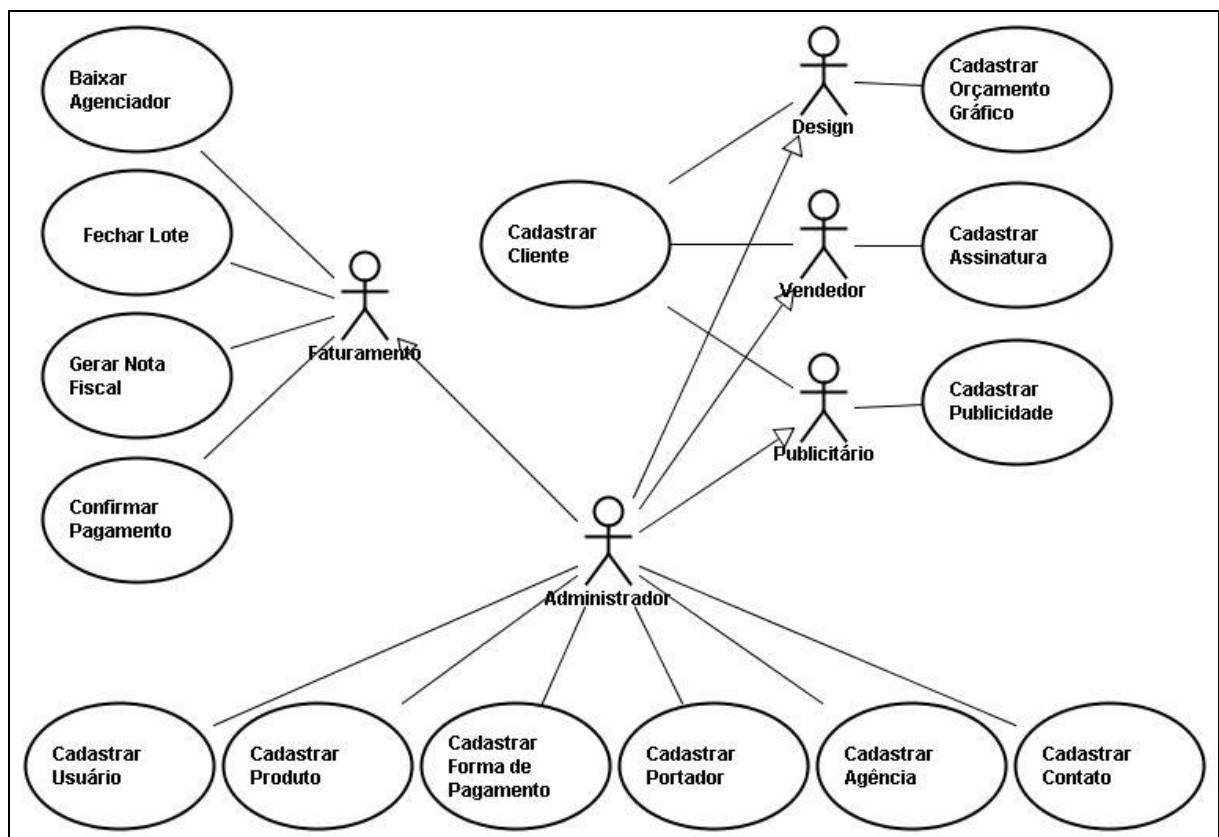 Baixar
Agenciador
Design
Cadastrar
Orçamento
Gráfico
Fechar Lote
Cadastrar
Cliente
Vendedor
Cadastrar
Assinatura
Faturamento
Gerar Nota
Fiscal
Publicitário
Cadastrar
Publicidade
Confirmar
Pagamento
Administrador
Cadastrar
Usuário
Cadastrar
Produto
Cadastrar
Forma de
Pagamento
Cadastrar
Portador
Cadastrar
Agência
Cadastrar
Contato